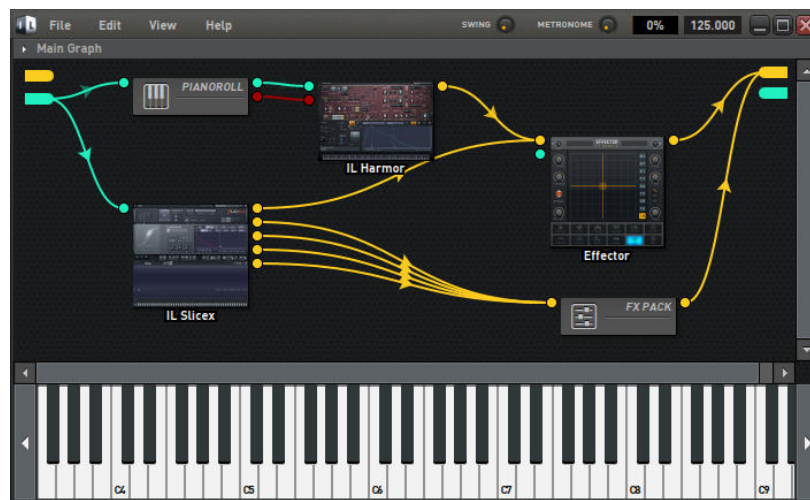 File Edit View Help SWING METRONOME 0% 125.000
Main Graph
PIANOROLL
IL Harmor
EFFECTOR
Effector
IL Slicex
FX PACK
C4 C5 C6 C7 C8 C9